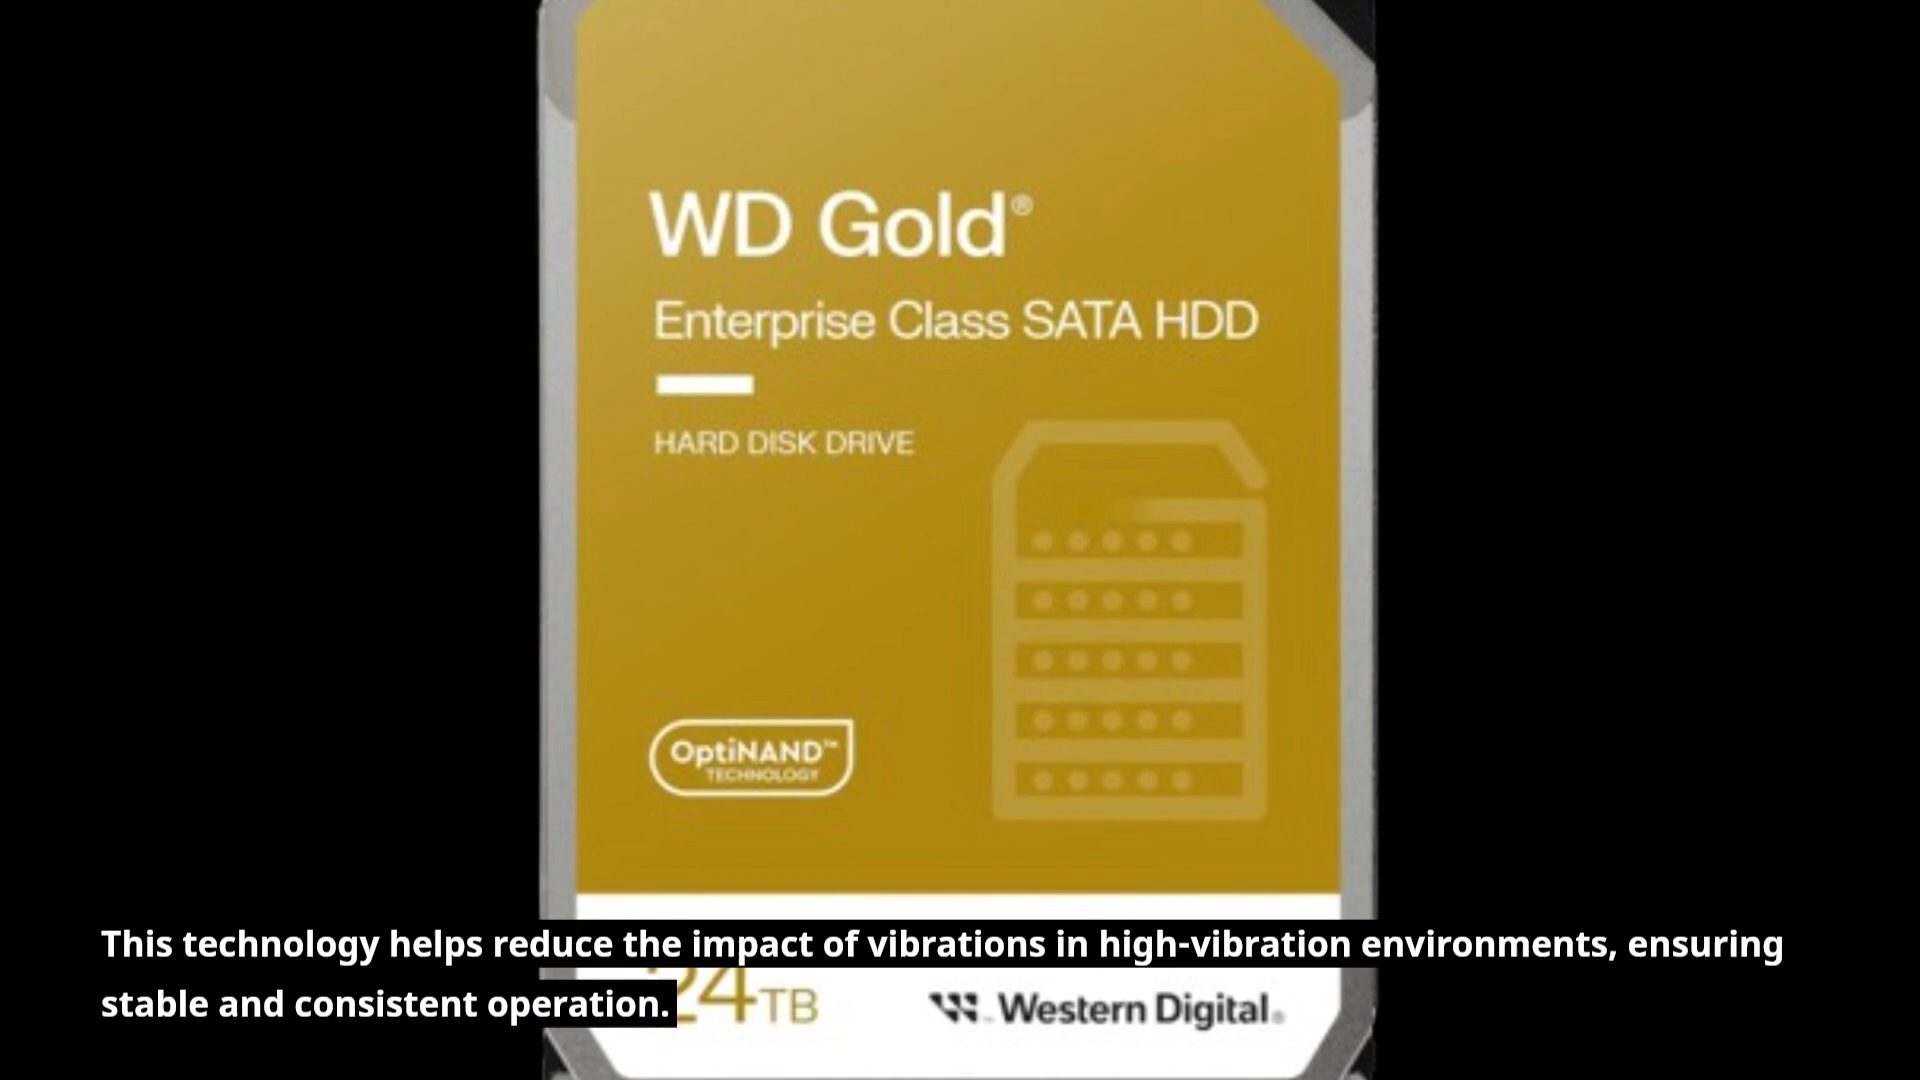 WD Gold®
Enterprise Class SATA HDD
HARD DISK DRIVE
OptiNAND™
TECHNOLOGY
This technology helps reduce the impact of vibrations in high-vibration environments, ensuring
stable and consistent operation.
24TB
Western Digital®